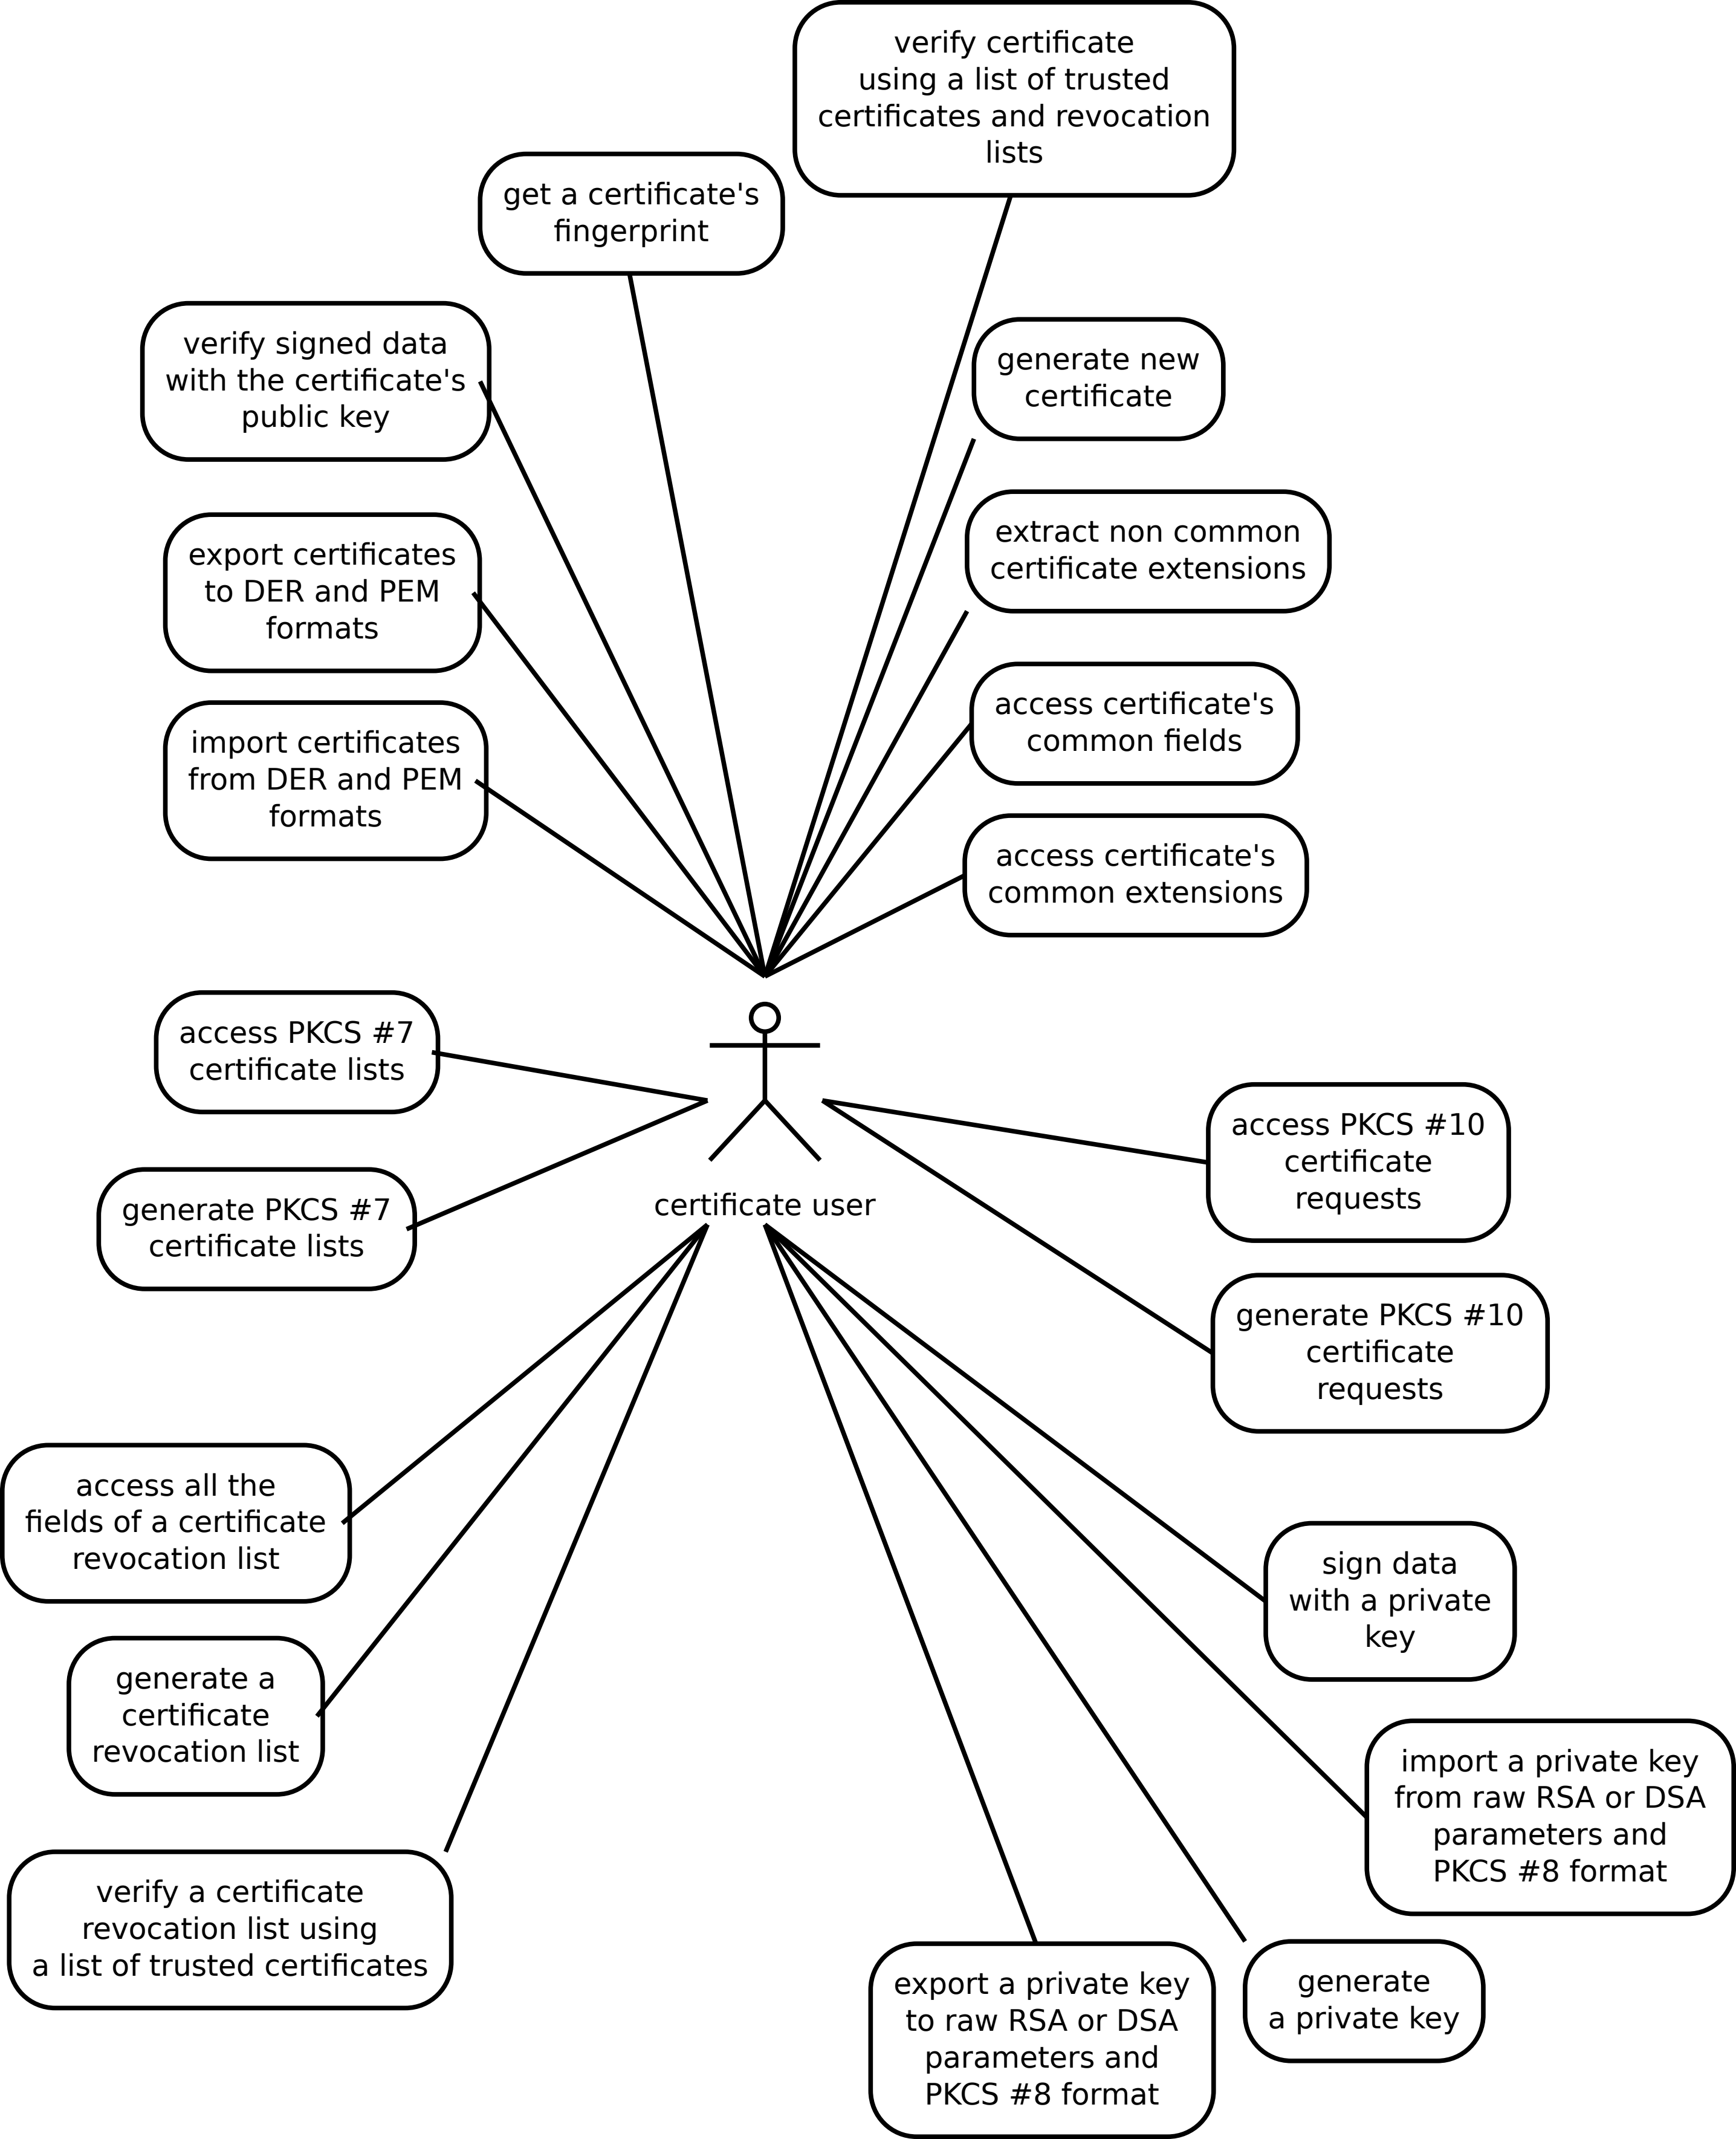 verify certificate
using a list of trusted
certificates and revocation
lists
get a certificate's
fingerprint
verify signed data
with the certificate's
public key
generate new
certificate
export certificates
to DER and PEM
formats
extract non common
certificate extensions
import certificates
from DER and PEM
formats
access certificate's
common fields
access certificate's
common extensions
access PKCS #7
certificate lists
generate PKCS #7
certificate lists
certificate user
access PKCS #10
certificate
requests
generate PKCS #10
certificate
requests
access all the
fields of a certificate
revocation list
generate a
certificate
revocation list
verify a certificate
revocation list using
a list of trusted certificates
sign data
with a private
key
import a private key
from raw RSA or DSA
parameters and
PKCS #8 format
export a private key
to raw RSA or DSA
parameters and
PKCS #8 format
generate
a private key